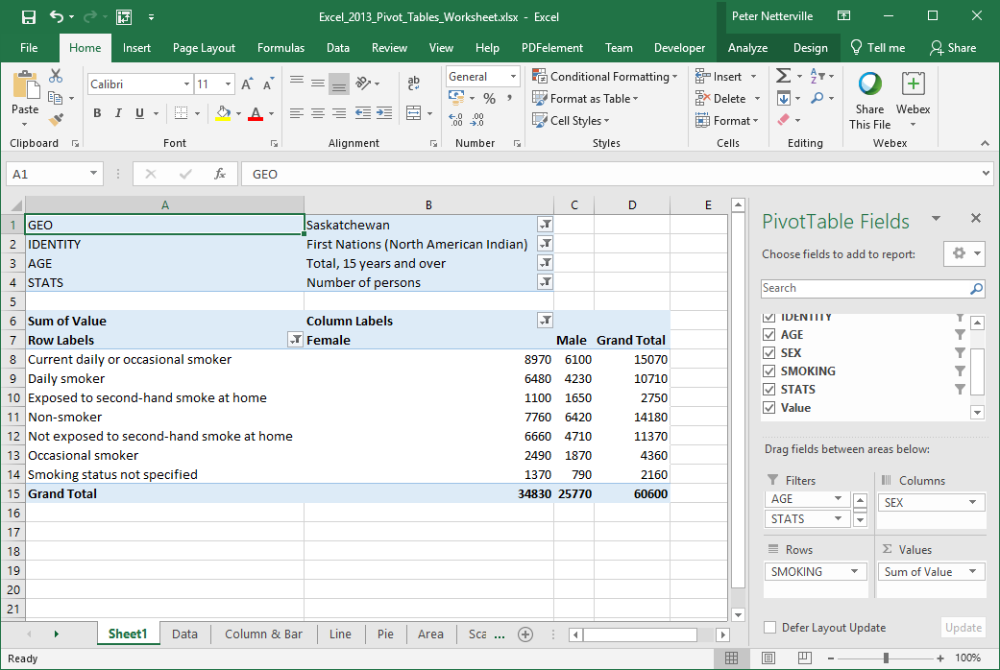 Excel_2013_Pivot_Tables_Worksheet.xlsx - Excel
Peter Netterville
File Home Insert Page Layout Formulas Data Review View Help PDFelement Team Developer Analyze Design Tell me Share
Paste
Clipboard
Calibri 11
A A
B I U
A
Font
ab
c
Alignment
General
$ % ,
.0 .00
.00 .0
Number
Conditional Formatting
Format as Table
Cell Styles
Styles
Insert
Delete
Format
Cells
Σ A Z
Editing
Share This File
Webex
Webex
A1 fx GEO
A B C D E
1 GEO Saskatchewan
2 IDENTITY First Nations (North American Indian)
3 AGE Total, 15 years and over
4 STATS Number of persons
5
6 Sum of Value Column Labels
7 Row Labels Female Male Grand Total
8 Current daily or occasional smoker 8970 6100 15070
9 Daily smoker 6480 4230 10710
10 Exposed to second-hand smoke at home 1100 1650 2750
11 Non-smoker 7760 6420 14180
12 Not exposed to second-hand smoke at home 6660 4710 11370
13 Occasional smoker 2490 1870 4360
14 Smoking status not specified 1370 790 2160
15 Grand Total 34830 25770 60600
16
17
18
19
20
21
PivotTable Fields
Choose fields to add to report:
Search
IDENTITY
AGE
SEX
SMOKING
STATS
Value
Drag fields between areas below:
Filters
AGE
STATS
Columns
SEX
Rows
SMOKING
Σ Values
Sum of Value
Defer Layout Update Update
Sheet1 Data Column & Bar Line Pie Area Sca ...
Ready
- + 100%